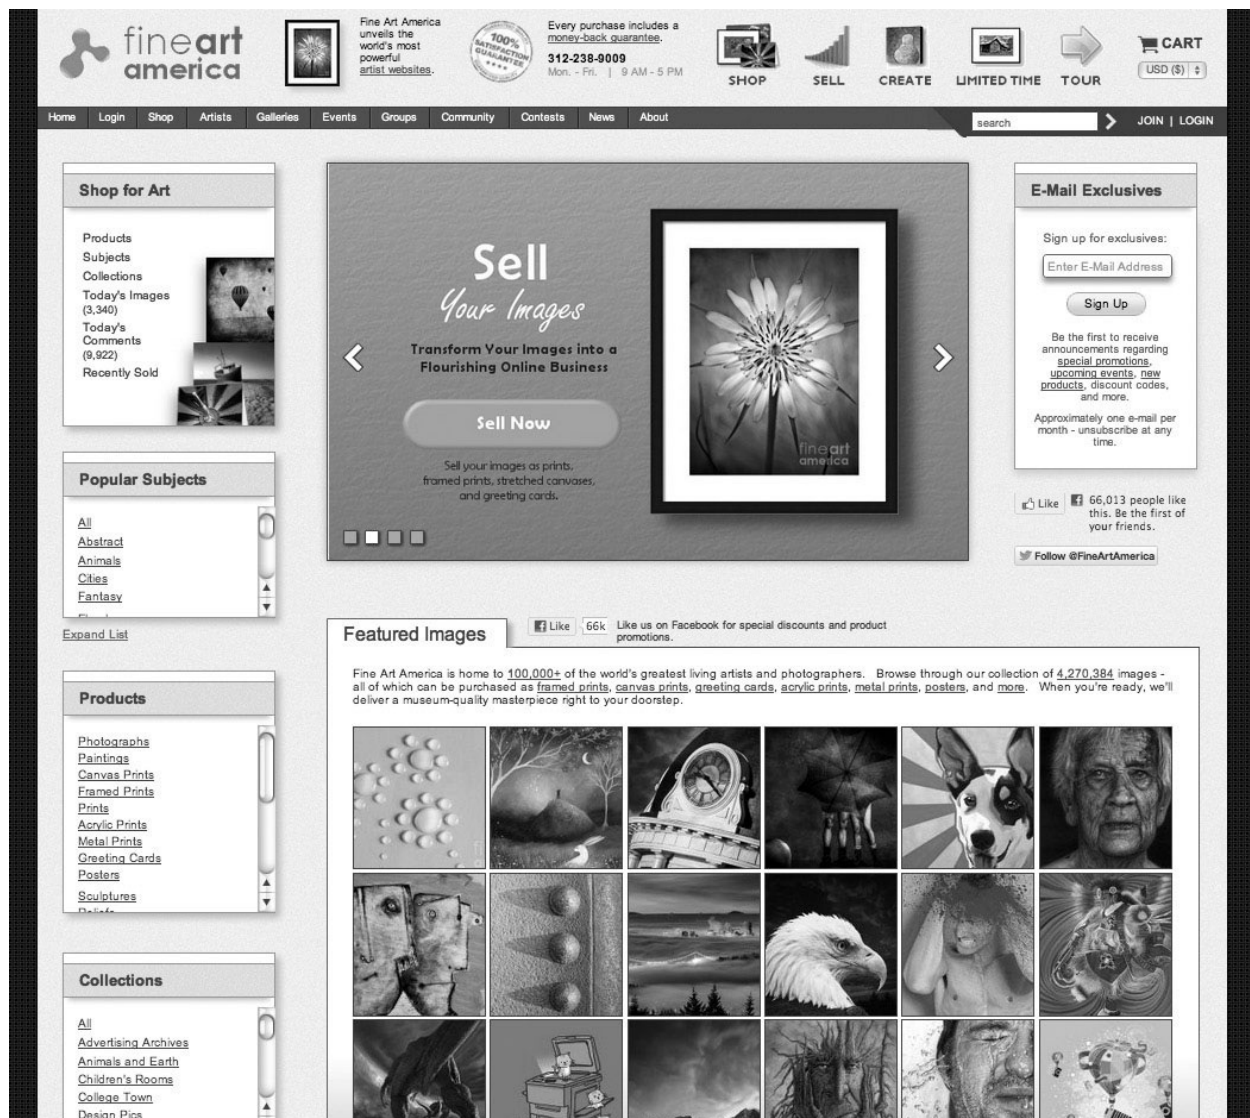 fineart
america
Fine Art America
unveils the
world's most
powerful
artist websites.
100%
SATISFACTION
GUARANTEE
Every purchase includes a
money-back guarantee.
312-238-9009
Mon. - Fri. | 9 AM - 5 PM
SHOP
SELL
CREATE
LIMITED TIME
TOUR
CART
USD ($)
Home Login Shop Artists Galleries Events Groups Community Contests News About
search
JOIN | LOGIN
Shop for Art
Products
Subjects
Collections
Today's Images
(3,340)
Today's
Comments
(9,922)
Recently Sold
Popular Subjects
All
Abstract
Animals
Cities
Fantasy
Expand List
Products
Photographs
Paintings
Canvas Prints
Framed Prints
Prints
Acrylic Prints
Metal Prints
Greeting Cards
Posters
Sculptures
Reliefs
Collections
All
Advertising Archives
Animals and Earth
Children's Rooms
College Town
Design Pics
Sell
Your Images
Transform Your Images into a
Flourishing Online Business
Sell Now
Sell your images as prints,
framed prints, stretched canvases,
and greeting cards.
fineart
america
E-Mail Exclusives
Sign up for exclusives:
Enter E-Mail Address
Sign Up
Be the first to receive
announcements regarding
special promotions,
upcoming events, new
products, discount codes,
and more.
Approximately one e-mail per
month - unsubscribe at any
time.
Like
66,013 people like
this. Be the first of
your friends.
Follow @FineArtAmerica
Featured Images
Like 66k
Like us on Facebook for special discounts and product
promotions.
Fine Art America is home to 100,000+ of the world's greatest living artists and photographers. Browse through our collection of 4,270,384 images -
all of which can be purchased as framed prints, canvas prints, greeting cards, acrylic prints, metal prints, posters, and more. When you're ready, we'll
deliver a museum-quality masterpiece right to your doorstep.